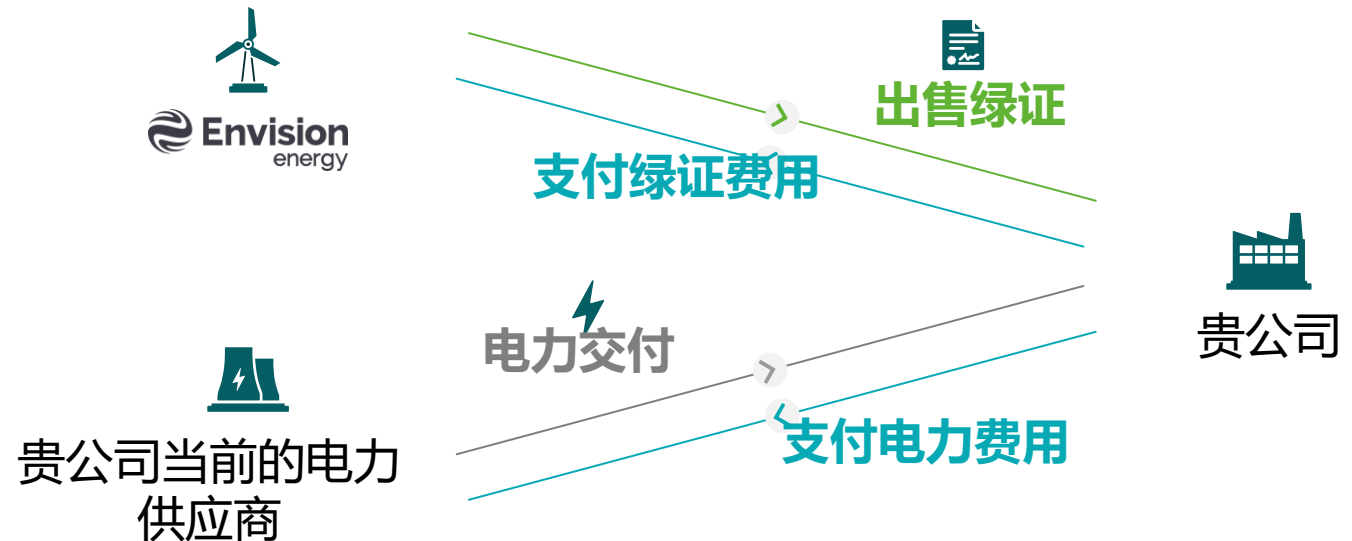 Envision
energy
出售绿证
支付绿证费用
电力交付
贵公司
支付电力费用
贵公司当前的电力
供应商